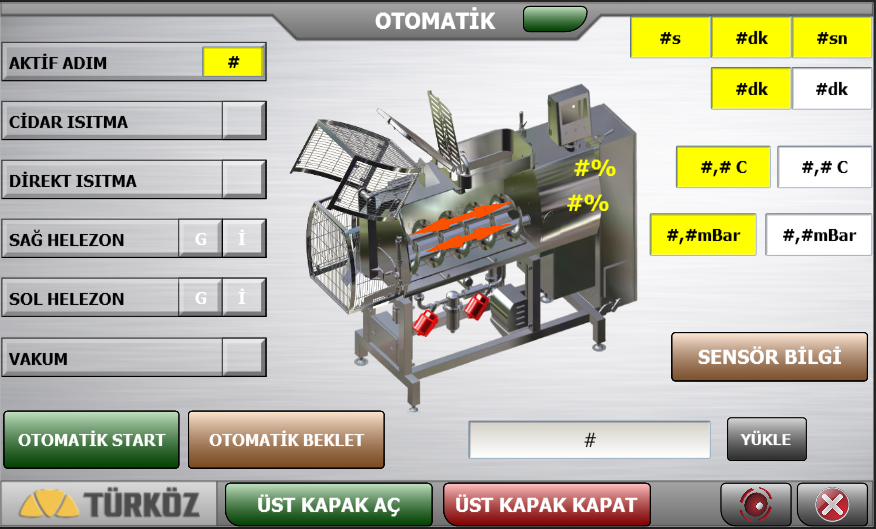 OTOMATİK
#s #dk #sn
AKTİF ADIM #
#dk #dk
CİDAR ISITMA
#,# C #,# C
DİREKT ISITMA
#%
#%
SAĞ HELEZON G İ
#,#mBar #,#mBar
SOL HELEZON G İ
VAKUM
SENSÖR BİLGİ
OTOMATİK START OTOMATİK BEKLET # YÜKLE
TÜRKÖZ ÜST KAPAK AÇ ÜST KAPAK KAPAT